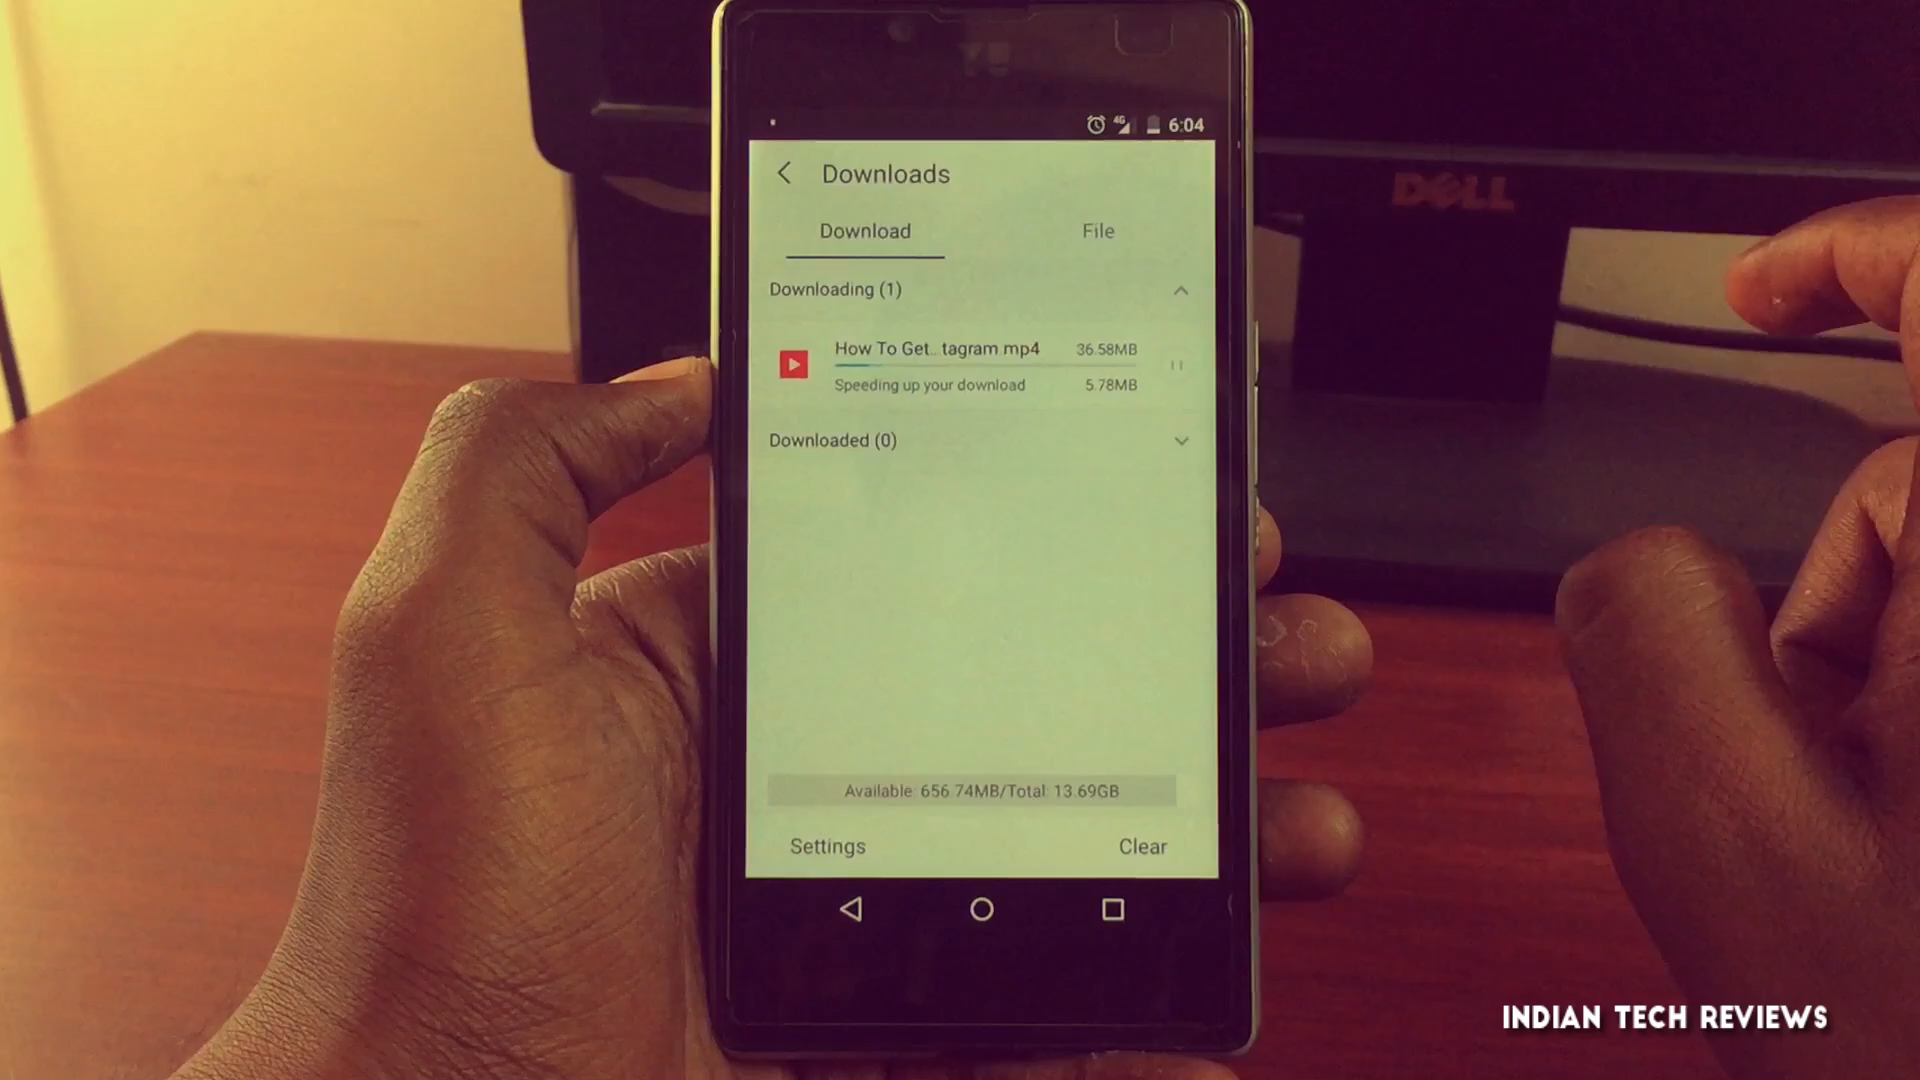 4G 6:04
Downloads
Download File
Downloading (1)
How To Get.. tagram.mp4 36.58MB
Speeding up your download 5.78MB
Downloaded (0)
Available: 656.74MB/Total: 13.69GB
Settings Clear
DELL
INDIAN TECH REVIEWS